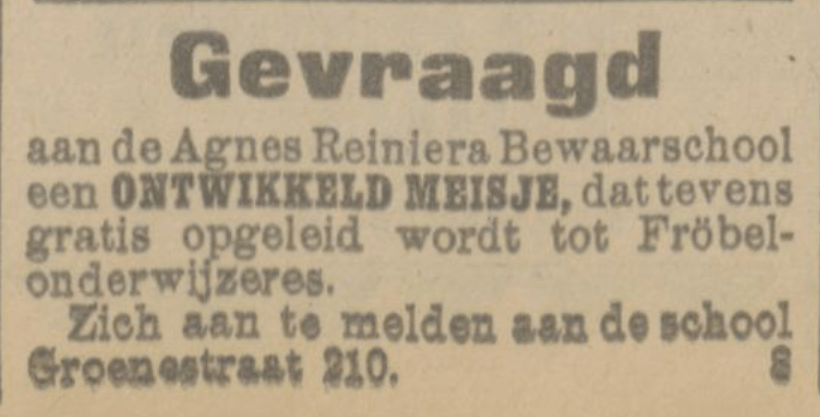 Gevraagd
aan de Agnes Reiniera Bewaarschool
een ONTWIKKELD MEISJE, dat tevens
gratis opgeleid wordt tot Fröbel-
onderwijzeres.
Zich aan te melden aan de school
Groenestraat 210. 8